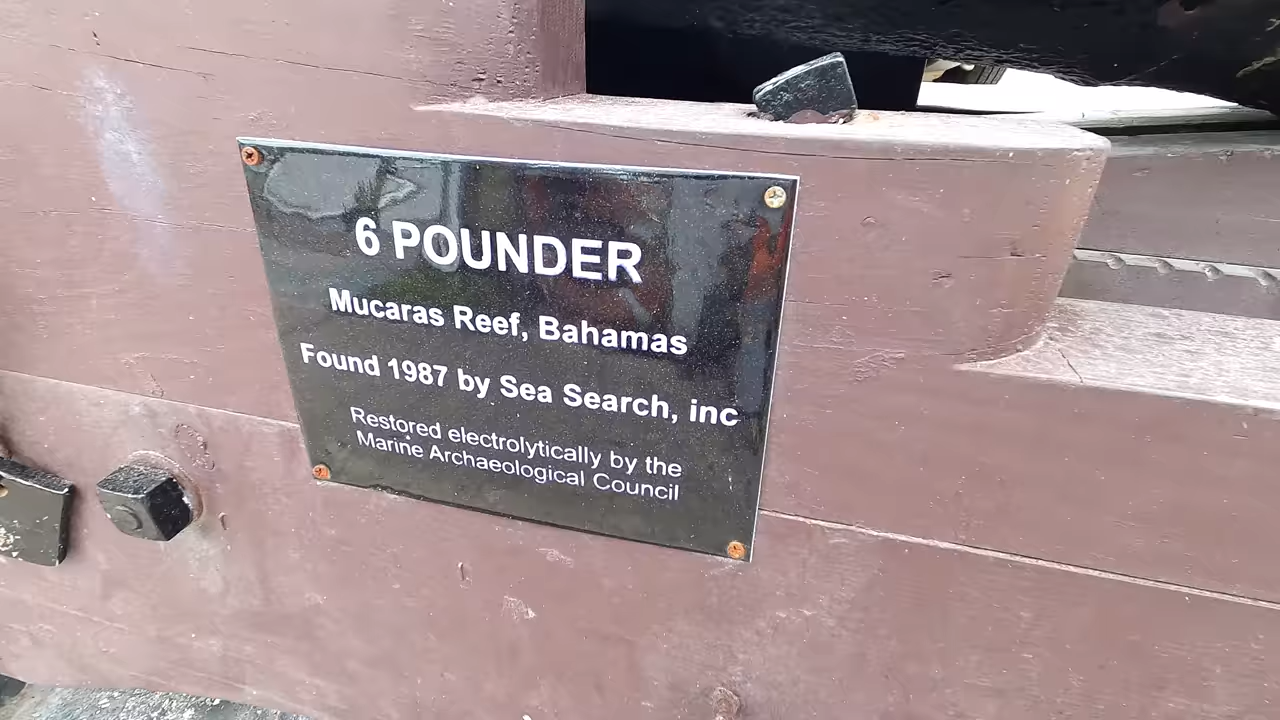 6 POUNDER
Mucaras Reef, Bahamas
Found 1987 by Sea Search, inc
Restored electrolytically by the
Marine Archaeological Council